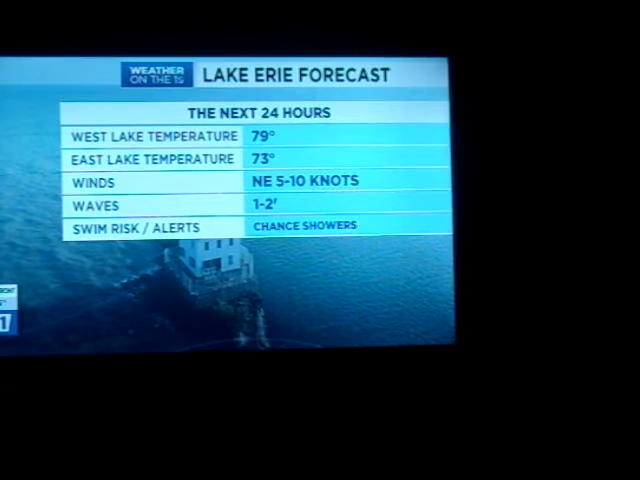 WEATHER
ON THE 1s
LAKE ERIE FORECAST
THE NEXT 24 HOURS
WEST LAKE TEMPERATURE 79°
EAST LAKE TEMPERATURE 73°
WINDS NE 5-10 KNOTS
WAVES 1-2'
SWIM RISK / ALERTS CHANCE SHOWERS
1